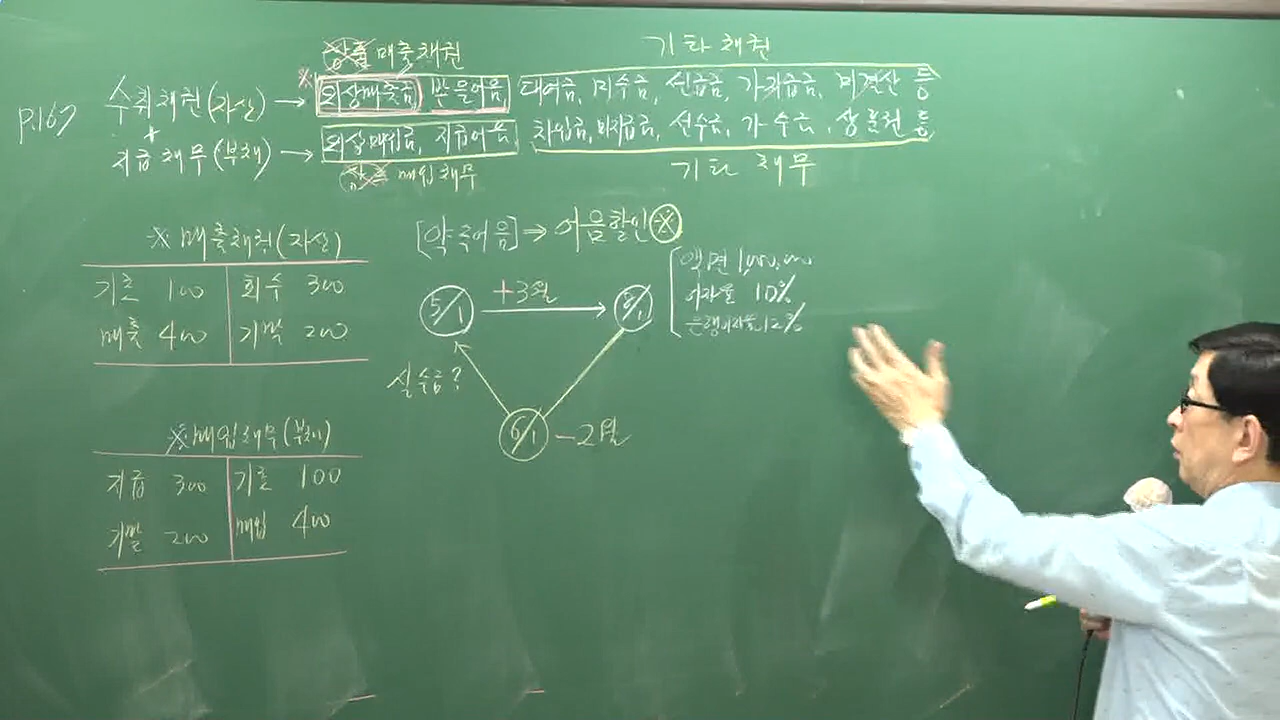 p.167
매출채권
기타채권
수취채권(자산) → ※ 외상매출금, 받을어음, 대여금, 미수금, 선급금, 가지급금, 미결산 등
지급채무(부채) → 외상매입금, 지급어음, 차입금, 미지급금, 선수금, 가수금, 상품권 등
매입채무
기타채무
※ 매출채권(자산)
기초 100 회수 300
매출 400 기말 200
[약속어음] ⇒ 어음할인 ※
5/1 +3월 → 8/1
액면 1,000,000
이자율 10%
은행이자율 12%
실수금?
6/1 -2월
※ 매입채무(부채)
지급 300 기초 100
기말 200 매입 400